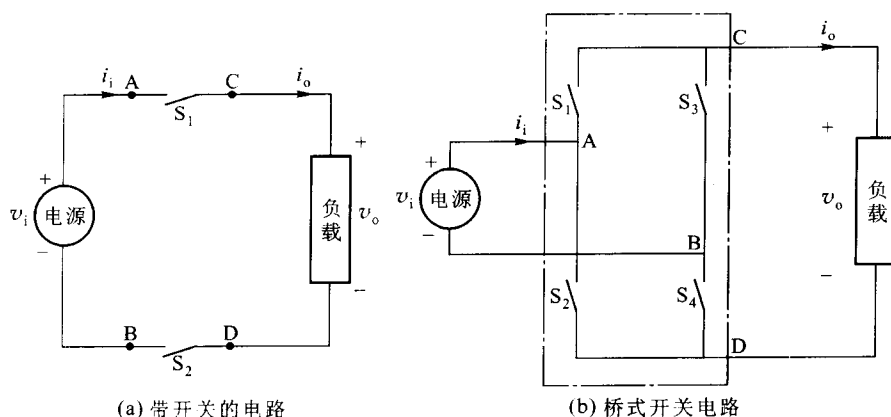 i_i A C i_o
S_1
+ +
v_i 电源 负载 v_o
− −
B D
S_2
(a) 带开关的电路
C i_o
S_1 S_3
i_i A
+ +
v_i 电源 负载 v_o
− −
B
S_2 S_4
D
(b) 桥式开关电路